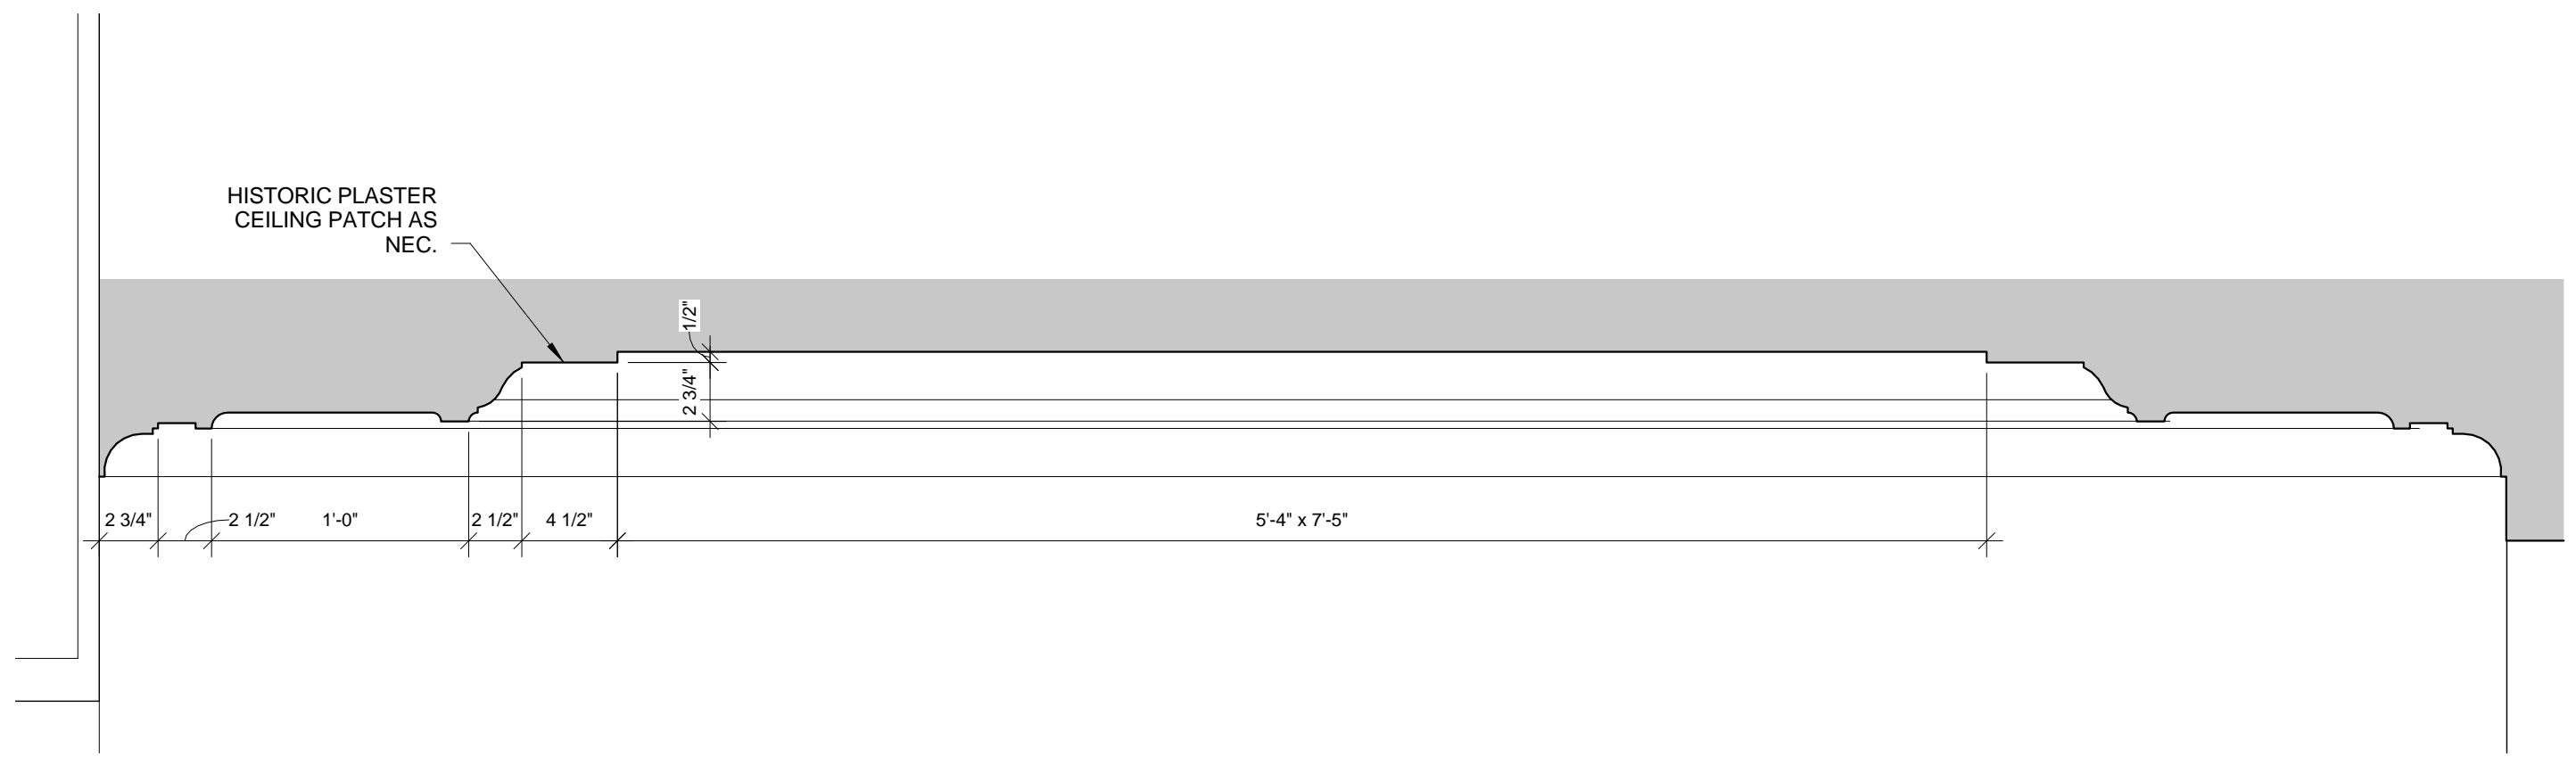 HISTORIC PLASTER
CEILING PATCH AS
NEC.
1/2"
2 3/4"
2 3/4"
2 1/2"
1'-0"
2 1/2"
4 1/2"
5'-4" x 7'-5"